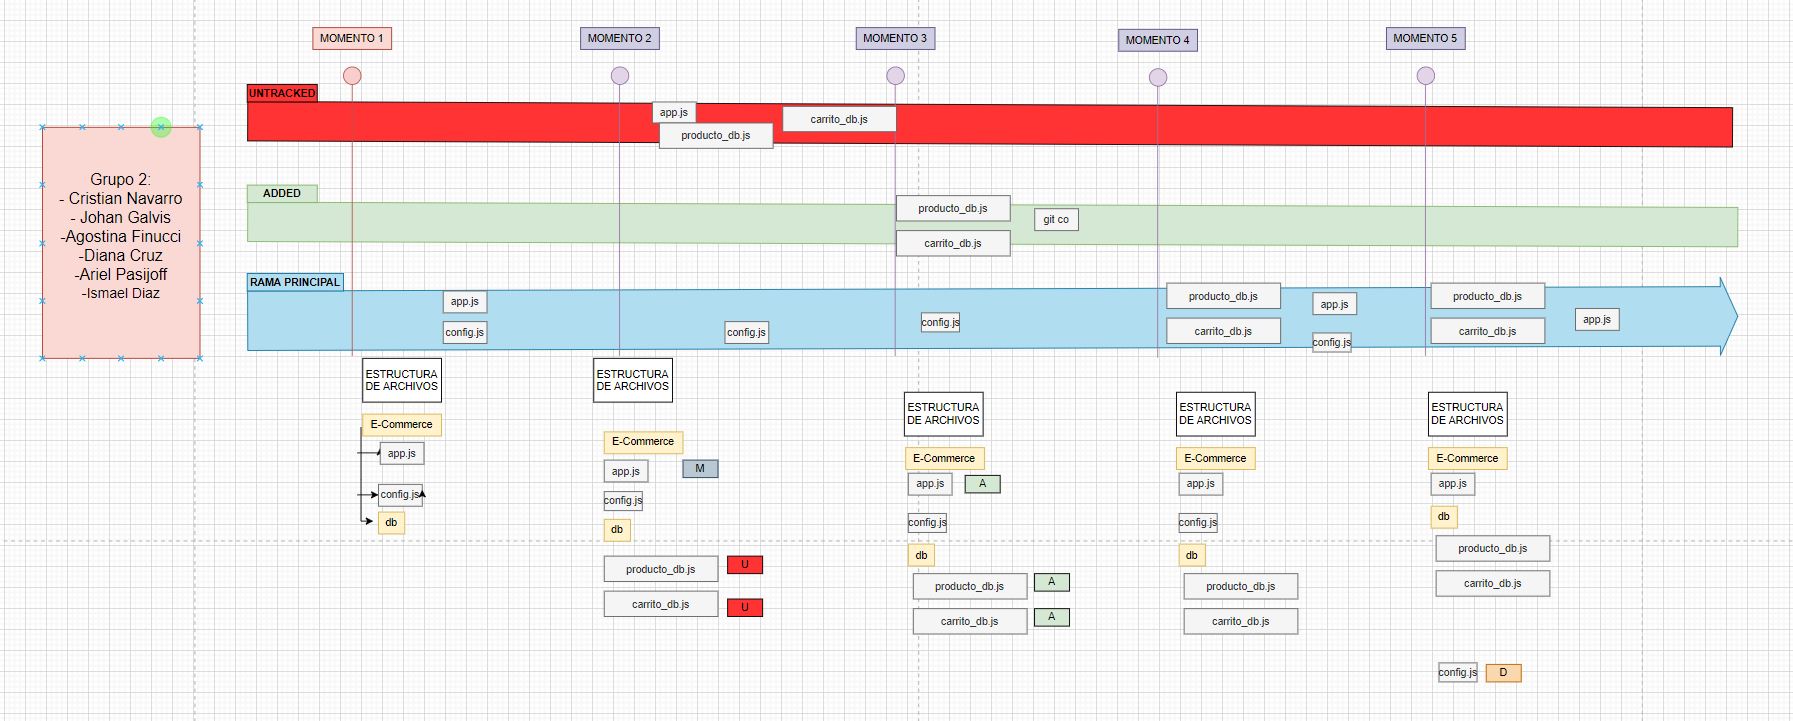 MOMENTO 1
MOMENTO 2
MOMENTO 3
MOMENTO 4
MOMENTO 5
UNTRACKED
app.js
producto_db.js
carrito_db.js
Grupo 2:
- Cristian Navarro
- Johan Galvis
-Agostina Finucci
-Diana Cruz
-Ariel Pasijoff
-Ismael Diaz
ADDED
producto_db.js
git co
carrito_db.js
RAMA PRINCIPAL
app.js
config.js
config.js
config.js
producto_db.js
carrito_db.js
app.js
config.js
producto_db.js
carrito_db.js
app.js
ESTRUCTURA
DE ARCHIVOS
E-Commerce
app.js
config.js
db
ESTRUCTURA
DE ARCHIVOS
E-Commerce
app.js M
config.js
db
producto_db.js U
carrito_db.js U
ESTRUCTURA
DE ARCHIVOS
E-Commerce
app.js A
config.js
db
producto_db.js A
carrito_db.js A
ESTRUCTURA
DE ARCHIVOS
E-Commerce
app.js
config.js
db
producto_db.js
carrito_db.js
ESTRUCTURA
DE ARCHIVOS
E-Commerce
app.js
db
producto_db.js
carrito_db.js
config.js D